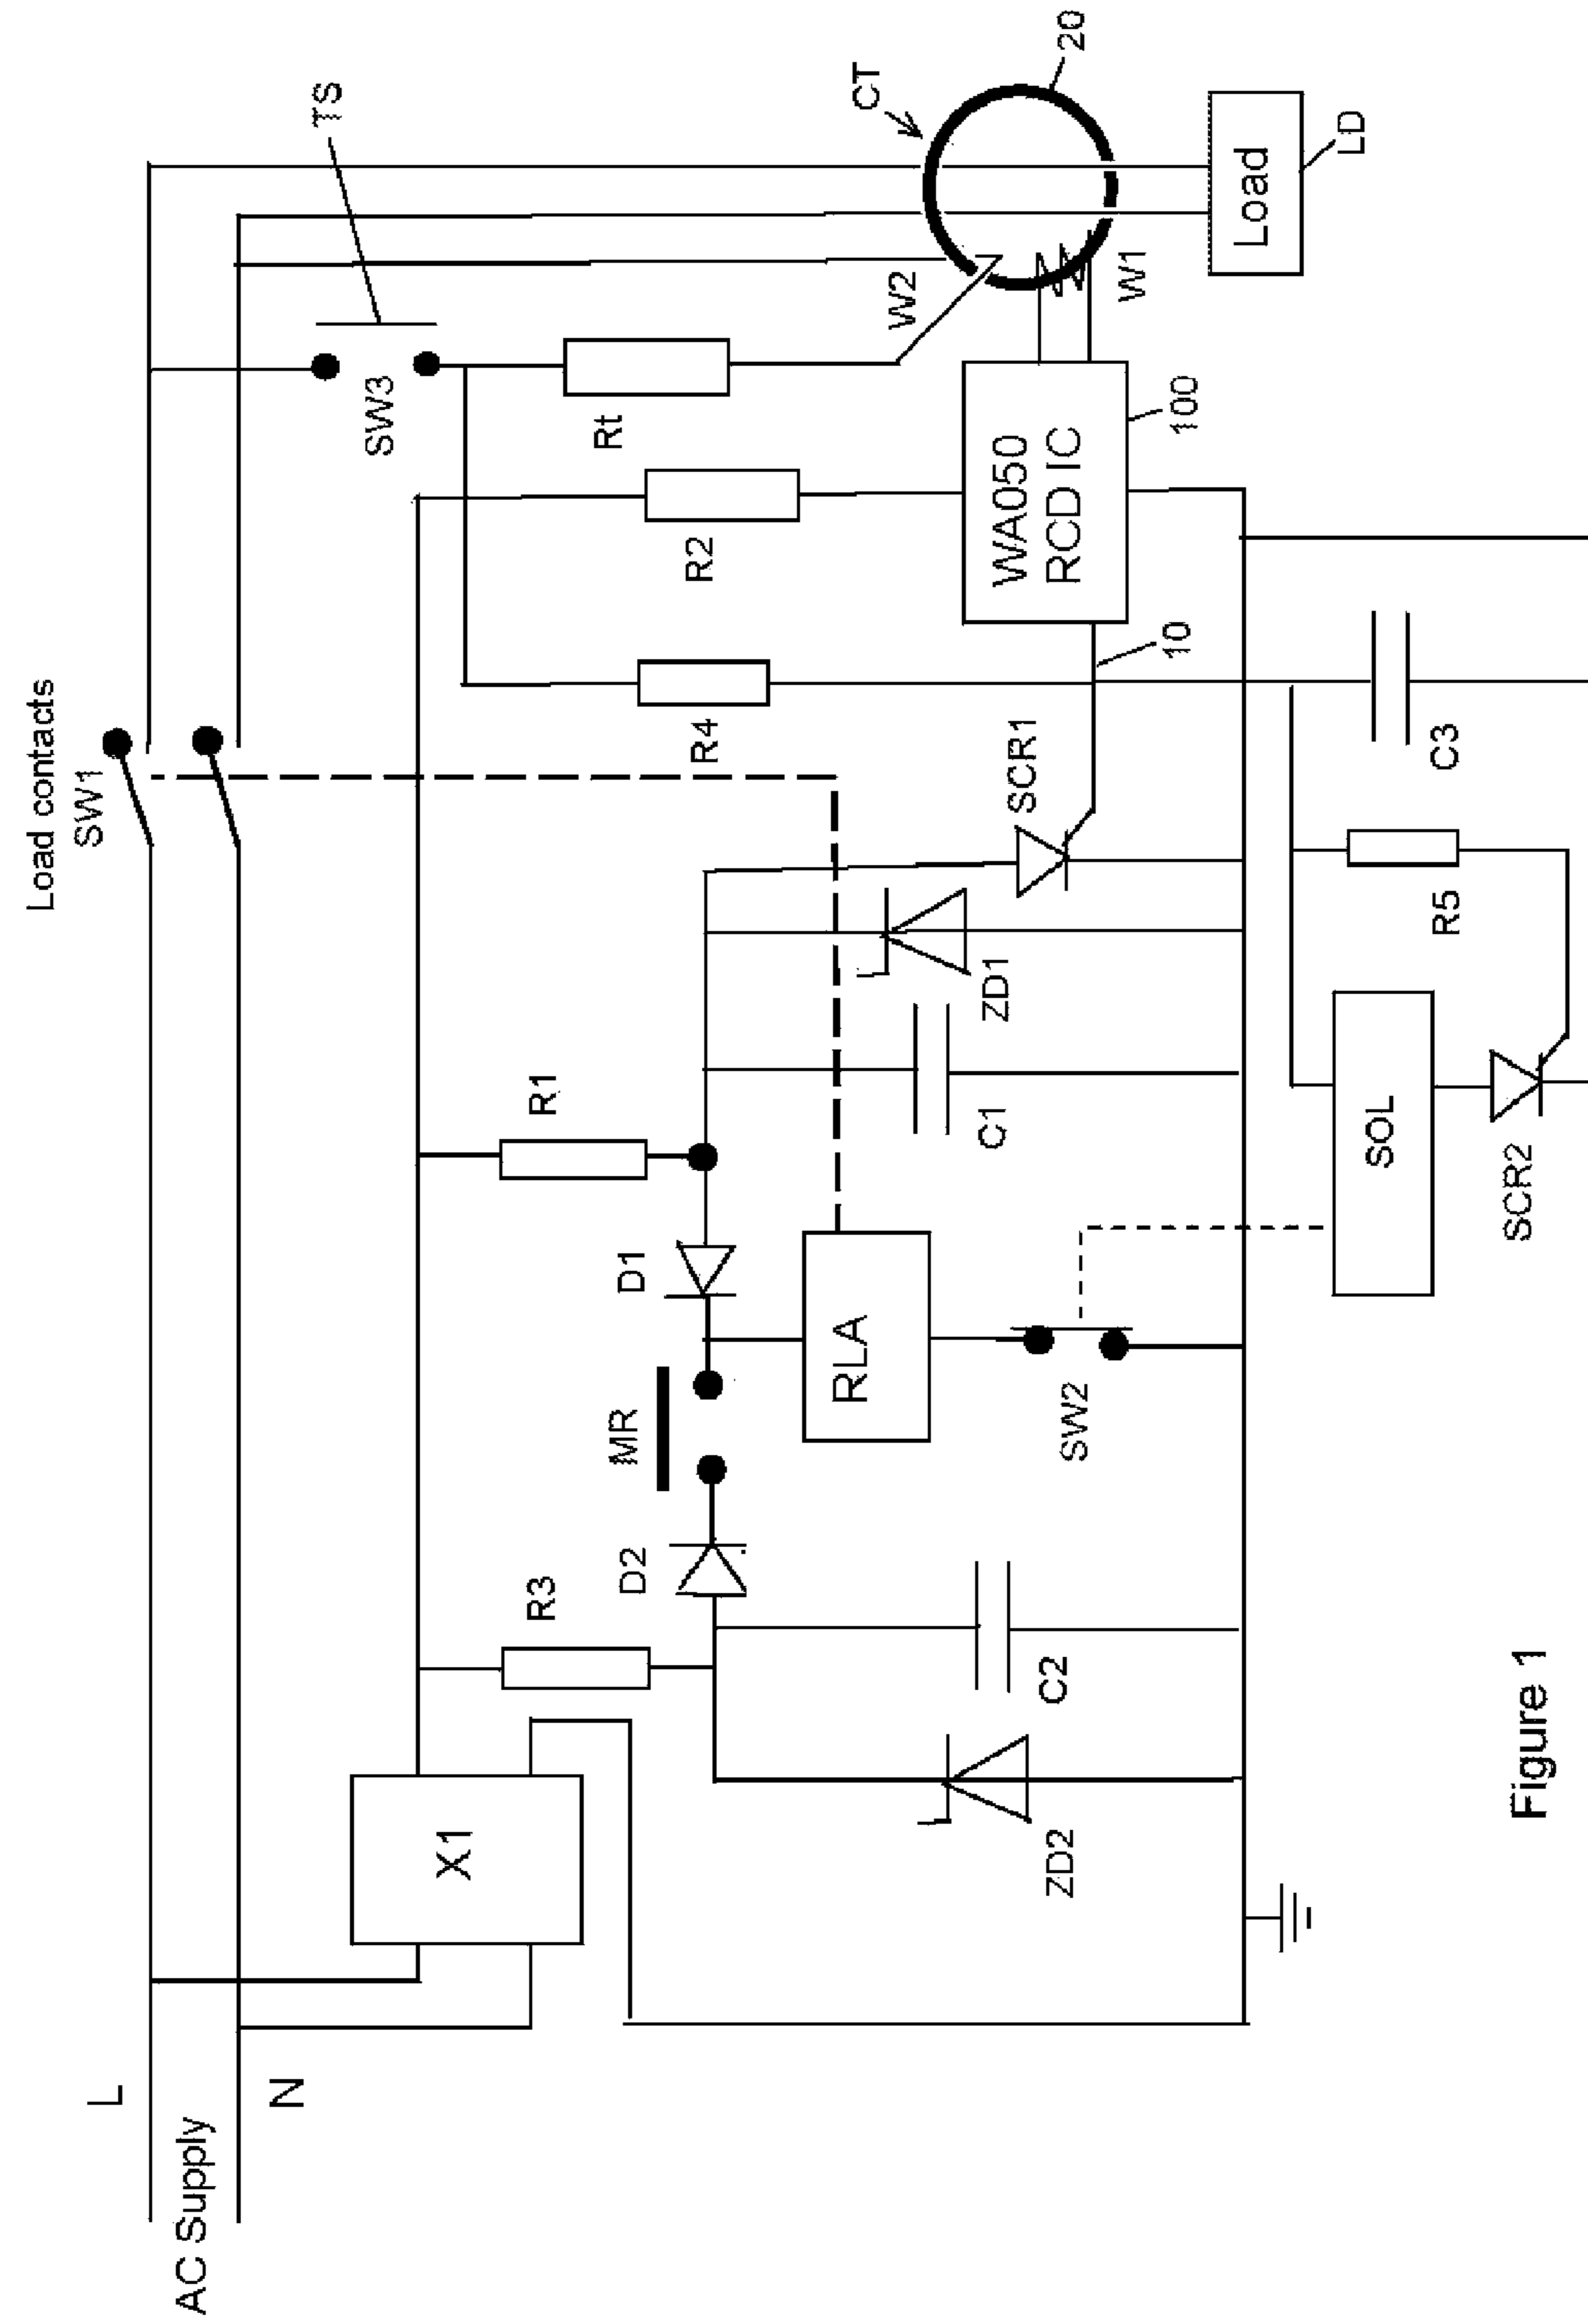 Load contacts
SW1
L
AC Supply
N
TS
SW3
Rt
R2
R4
R1
R3
X1
D2
MR
D1
RLA
SW2
C2
ZD2
C1
ZD1
SCR1
10
WA050
RCD IC
100
W2
W1
CT
20
Load
LD
C3
R5
SOL
SCR2
Figure 1